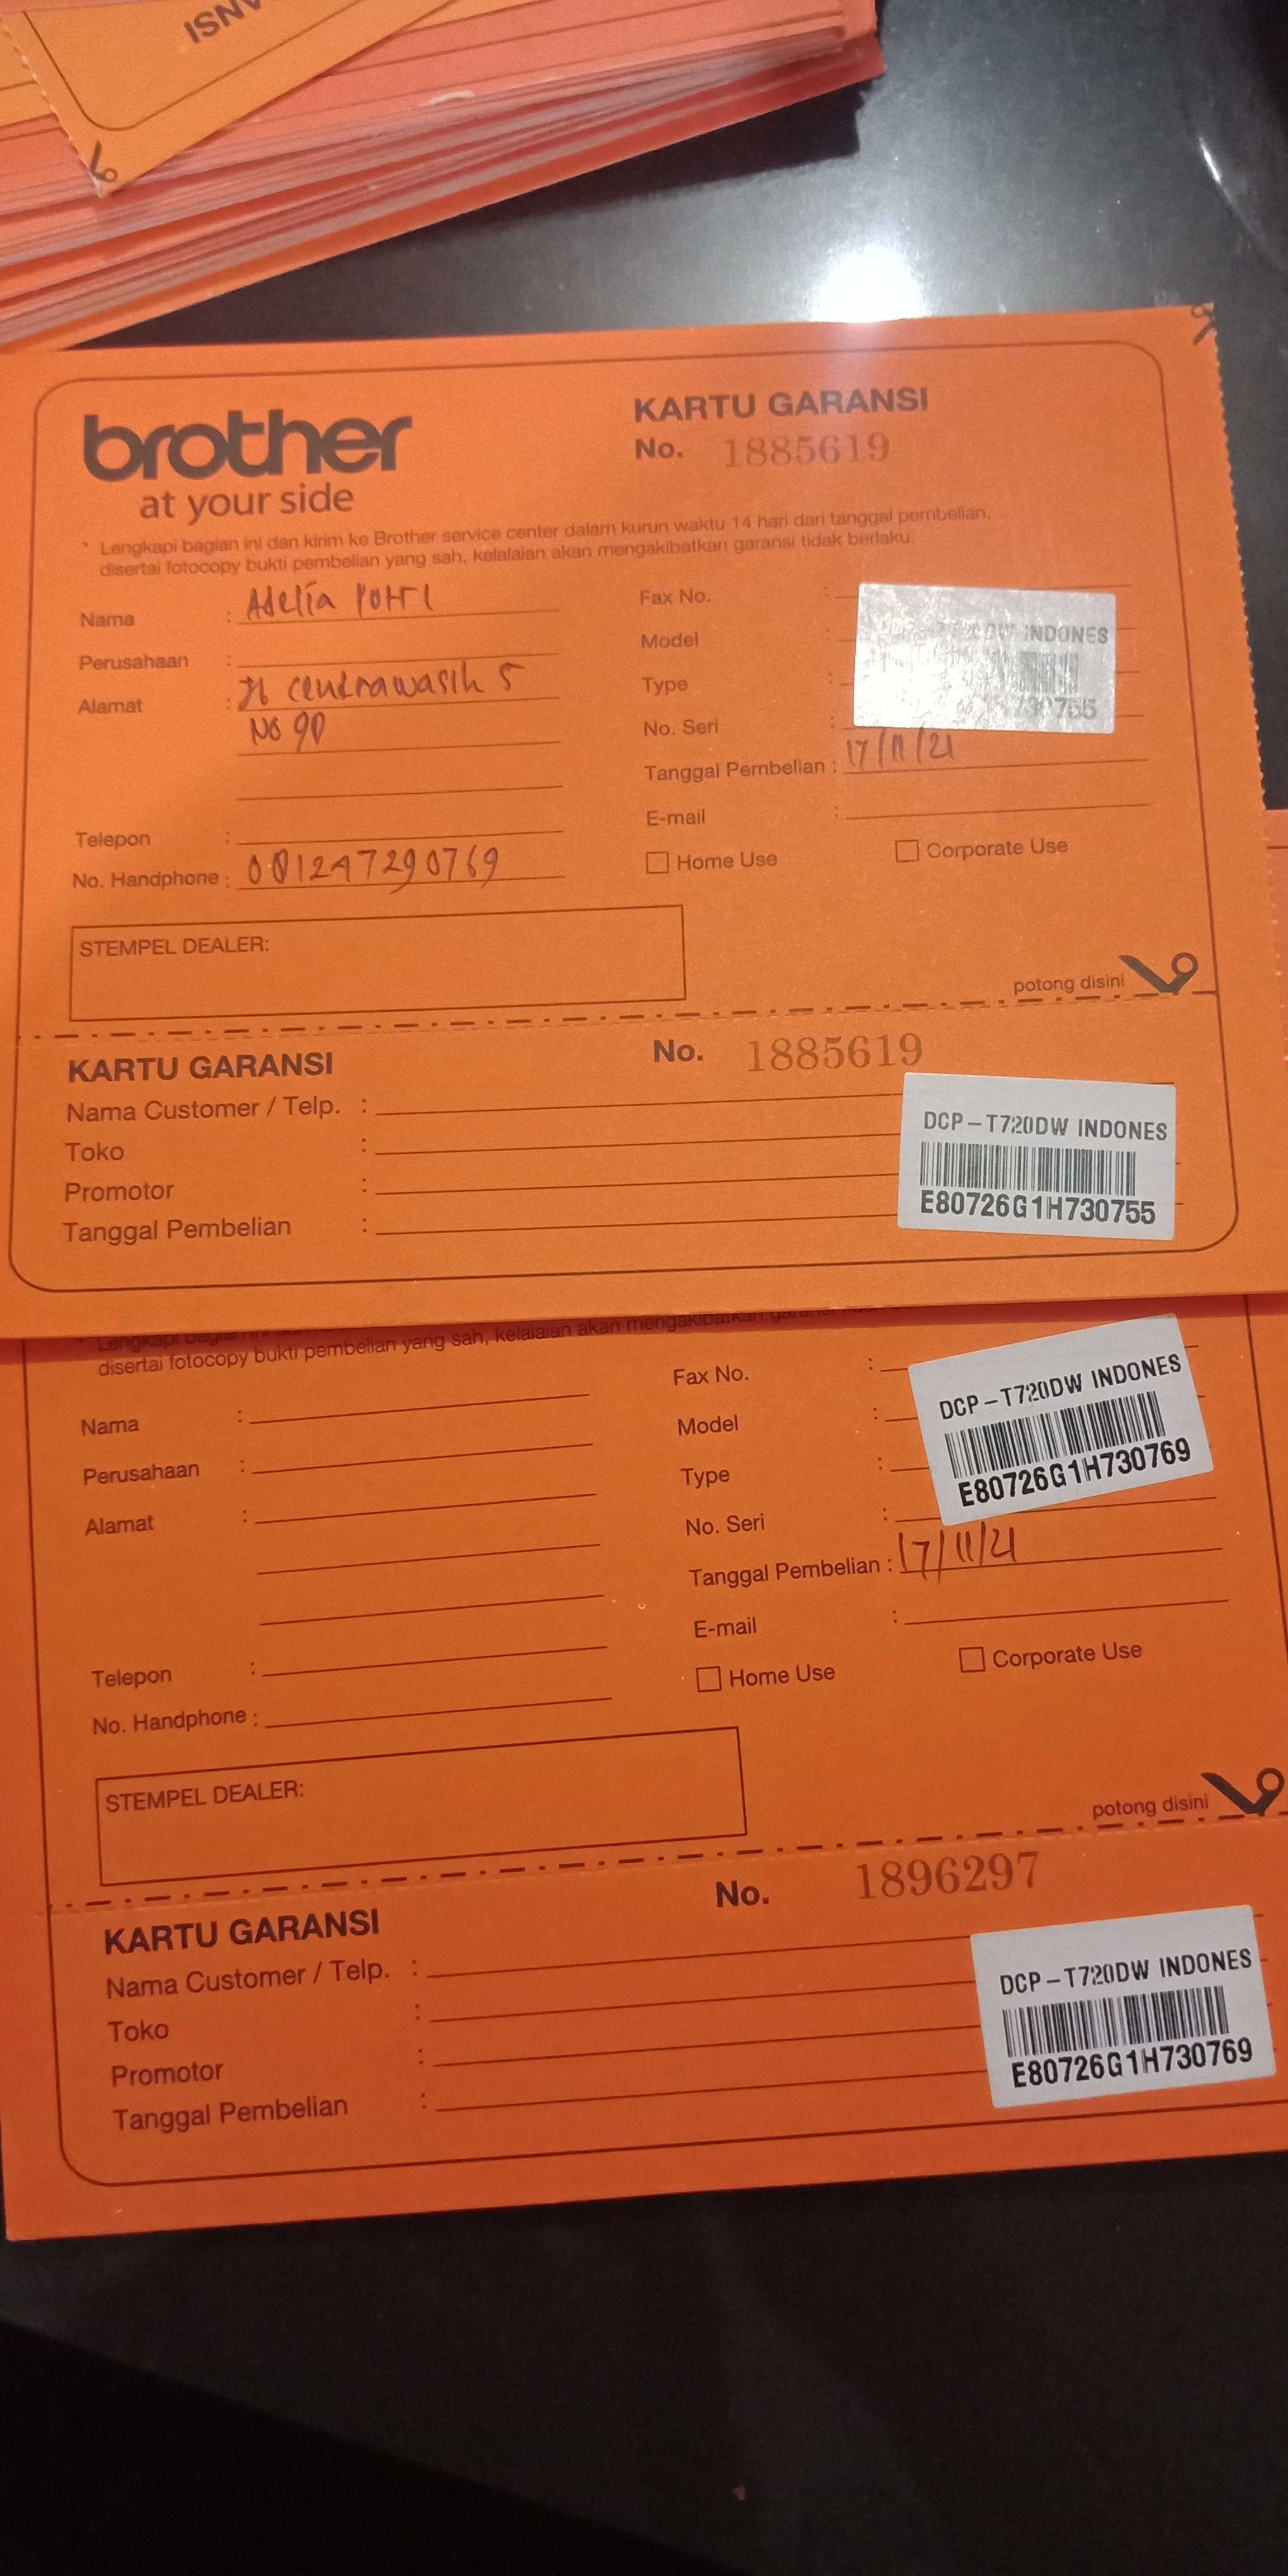 ANSI
brother
at your side
KARTU GARANSI
No. 1885619
* Lengkapi bagian ini dan kirim ke Brother service center dalam kurun waktu 14 hari dari tanggal pembelian,
disertai fotocopy bukti pembelian yang sah, kelalaian akan mengakibatkan garansi tidak berlaku
Nama : Adelia Putri
Perusahaan :
Alamat : Jl Cendrawasih 5
No 90
Telepon :
No. Handphone : 081247290769
Fax No. :
Model :
Type :
No. Seri :
INDONES
730755
Tanggal Pembelian : 17/11/21
E-mail :
Home Use
Corporate Use
STEMPEL DEALER:
potong disini
KARTU GARANSI
No. 1885619
Nama Customer / Telp. :
Toko :
Promotor :
Tanggal Pembelian :
DCP-T720DW INDONES
E80726G1H730755
disertai fotocopy bukti pembelian yang sah, kelalaian akan mengakibatkan
Nama :
Perusahaan :
Alamat :
Telepon :
No. Handphone :
Fax No. :
Model :
Type :
No. Seri :
DCP-T720DW INDONES
E80726G1H730769
Tanggal Pembelian : 17/11/21
E-mail :
Home Use
Corporate Use
STEMPEL DEALER:
potong disini
KARTU GARANSI
No. 1896297
Nama Customer / Telp. :
Toko :
Promotor :
Tanggal Pembelian :
DCP-T720DW INDONES
E80726G1H730769